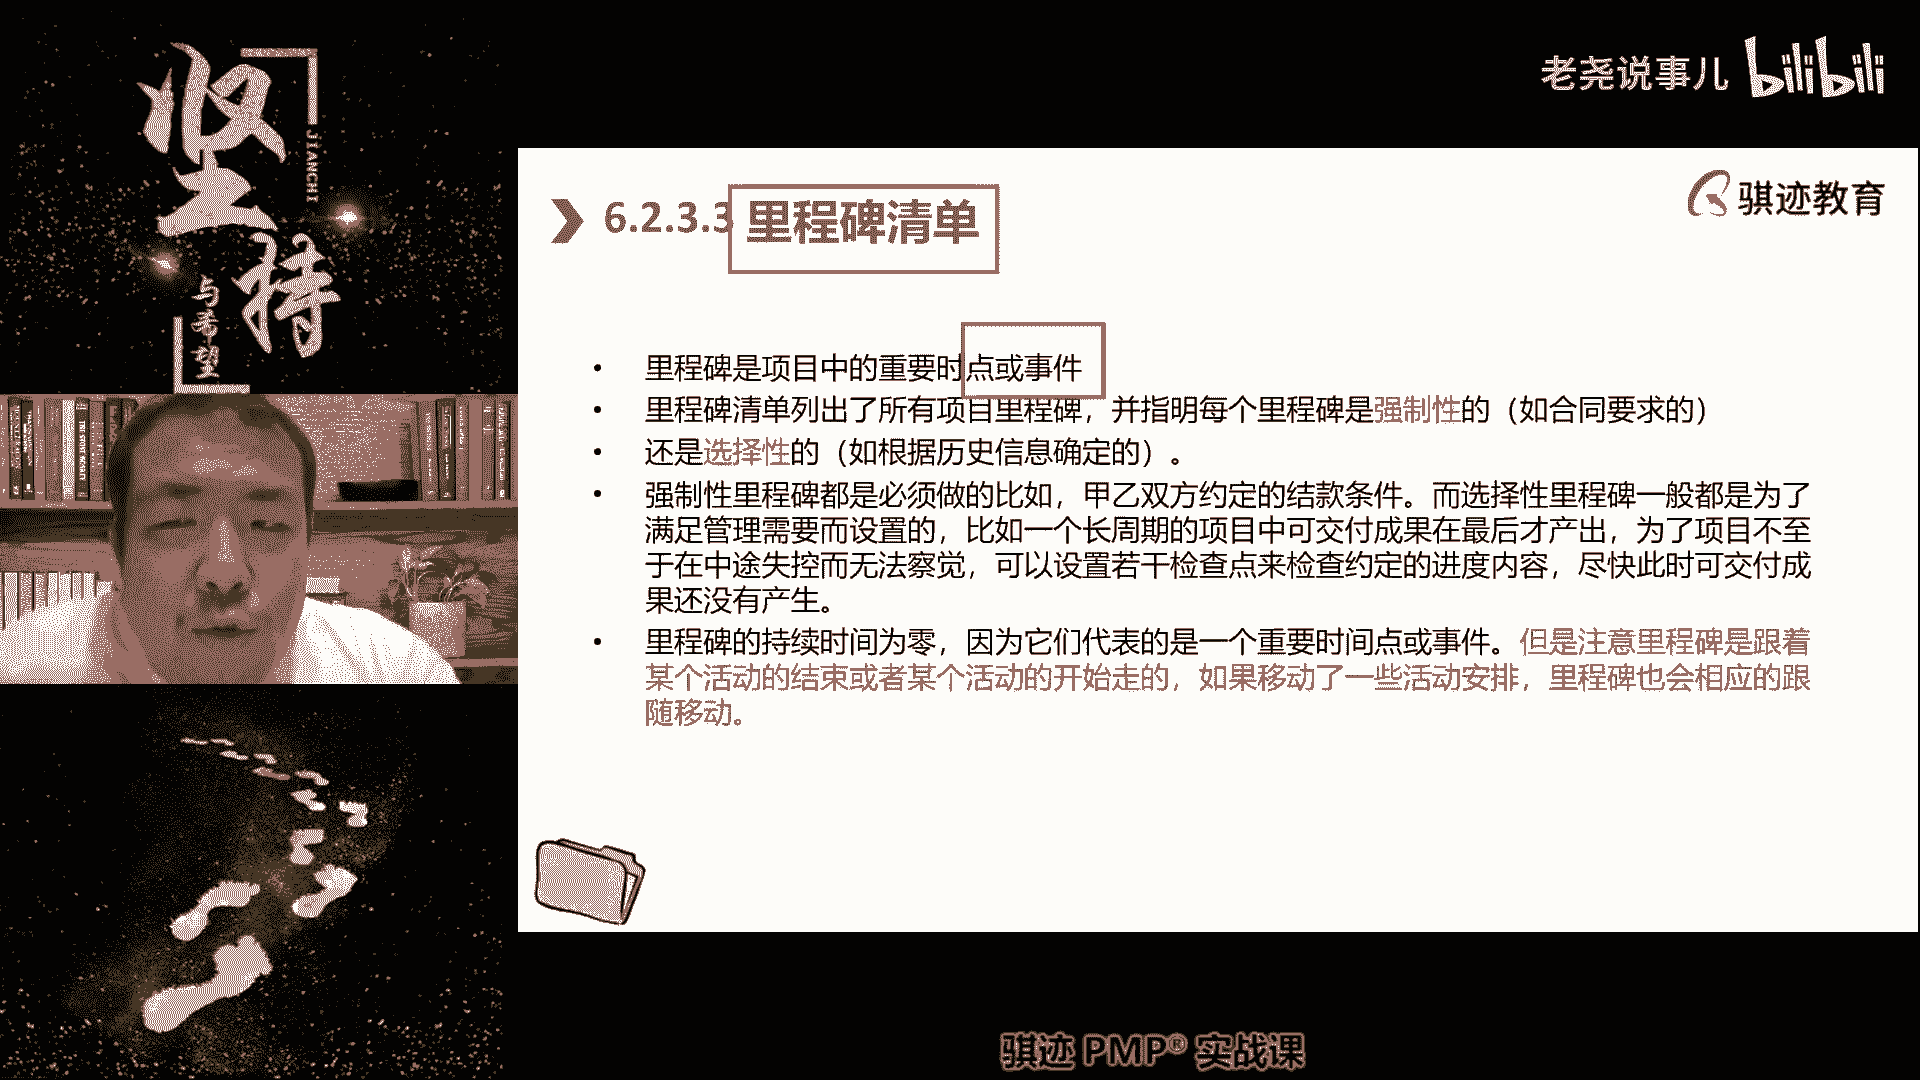 坚持
JIANCHI
与希望
老尧说事儿 bilibili
骐迹教育
6.2.3.3 里程碑清单
• 里程碑是项目中的重要时点或事件
• 里程碑清单列出了所有项目里程碑，并指明每个里程碑是强制性的（如合同要求的）
• 还是选择性的（如根据历史信息确定的）。
• 强制性里程碑都是必须做的比如，甲乙双方约定的结款条件。而选择性里程碑一般都是为了
满足管理需要而设置的，比如一个长周期的项目中可交付成果在最后才产出，为了项目不至
于在中途失控而无法察觉，可以设置若干检查点来检查约定的进度内容，尽快此时可交付成
果还没有产生。
• 里程碑的持续时间为零，因为它们代表的是一个重要时间点或事件。但是注意里程碑是跟着
某个活动的结束或者某个活动的开始走的，如果移动了一些活动安排，里程碑也会相应的跟
随移动。
骐迹 PMP® 实战课